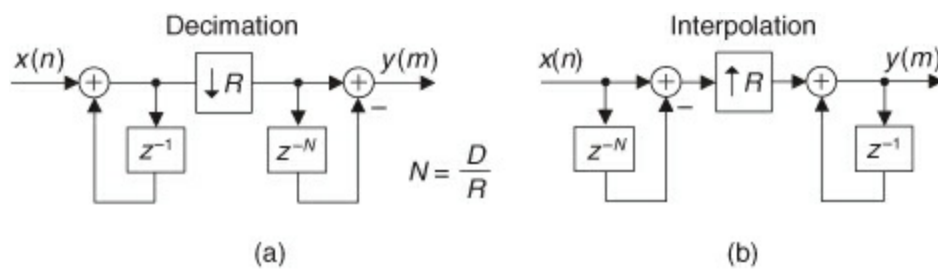 Decimation
x(n) + ↓ R + y(m)
−
z⁻¹ z⁻ᴺ
N = D/R
(a)
Interpolation
x(n) + ↑ R + y(m)
−
z⁻ᴺ z⁻¹
(b)